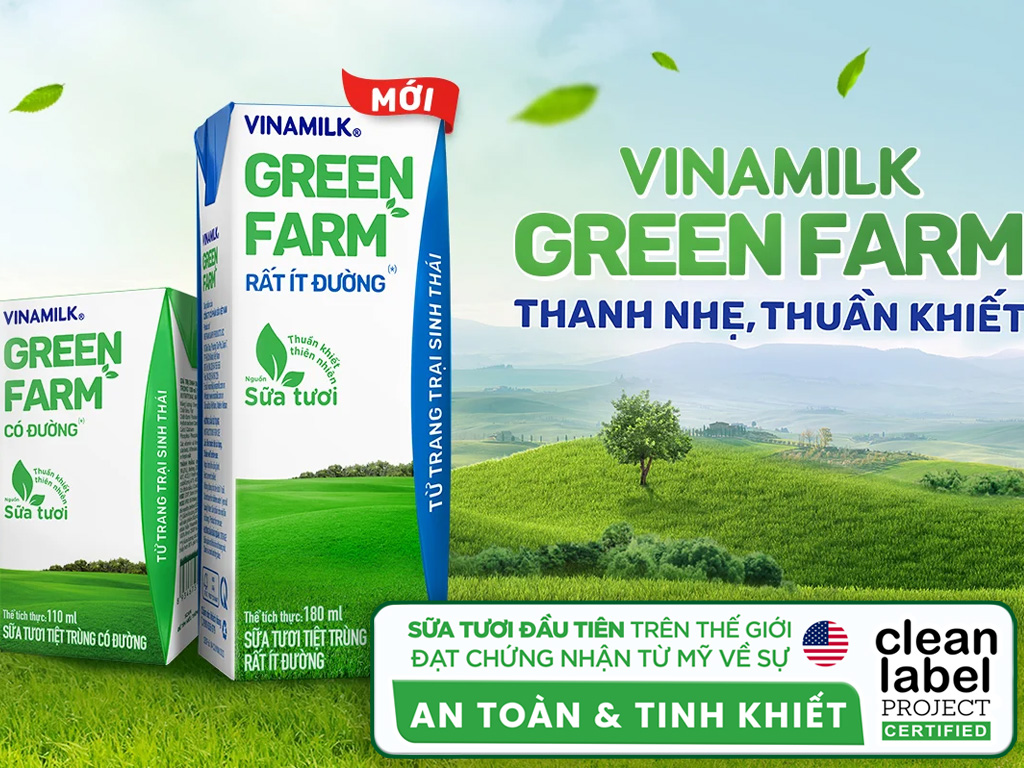 MỚI
VINAMILK®
GREEN
FARM
RẤT ÍT ĐƯỜNG (*)
Thuần khiết
thiên nhiên
Nguồn
Sữa tươi
TỪ TRANG TRẠI SINH THÁI
VINAMILK
GREEN
FARM
Thể tích thực: 180 ml
SỮA TƯƠI TIỆT TRÙNG
RẤT ÍT ĐƯỜNG
VINAMILK®
GREEN
FARM
CÓ ĐƯỜNG (*)
Thuần khiết
thiên nhiên
Nguồn
Sữa tươi
TỪ TRANG TRẠI SINH THÁI
Thể tích thực: 110 ml
SỮA TƯƠI TIỆT TRÙNG CÓ ĐƯỜNG
VINAMILK
GREEN FARM
THANH NHẸ, THUẦN KHIẾT
SỮA TƯƠI ĐẦU TIÊN TRÊN THẾ GIỚI
ĐẠT CHỨNG NHẬN TỪ MỸ VỀ SỰ
AN TOÀN & TINH KHIẾT
clean
label
PROJECT
CERTIFIED